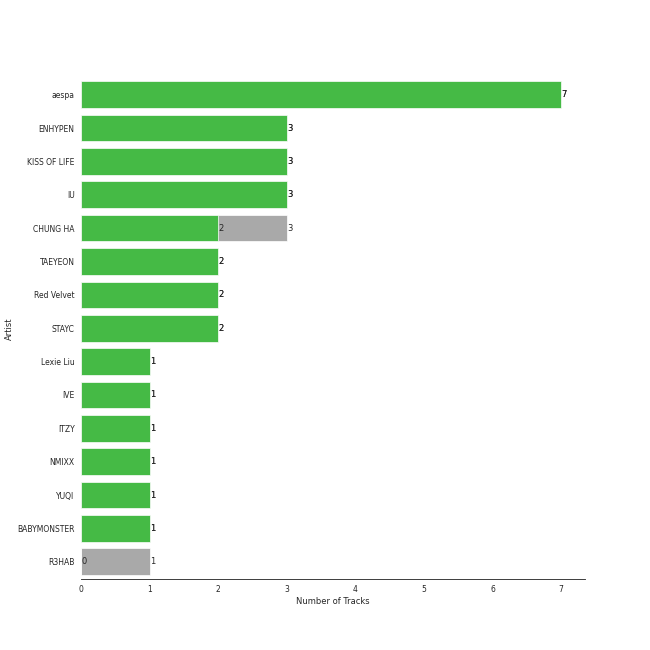 aespa 7
ENHYPEN 3
KISS OF LIFE 3
IU 3
CHUNG HA 2 3
TAEYEON 2
Red Velvet 2
STAYC 2
Lexie Liu 1
IVE 1
ITZY 1
NMIXX 1
YUQI 1
BABYMONSTER 1
R3HAB 0 1
0 1 2 3 4 5 6 7
Number of Tracks
Artist